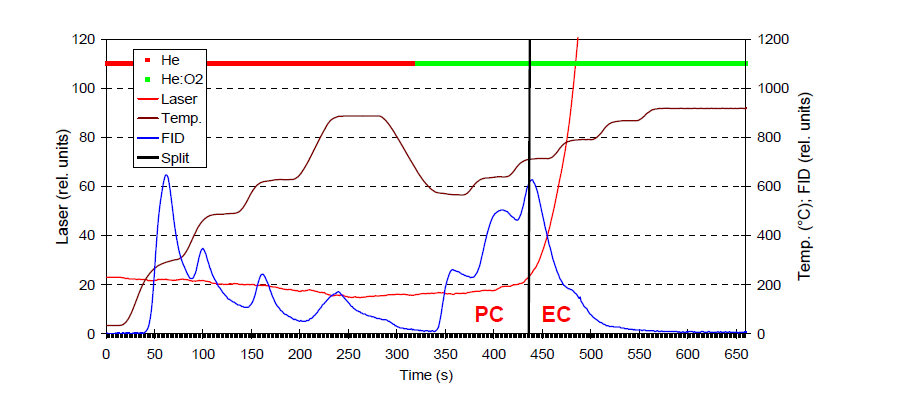 120
100
80
60
40
20
0
Laser (rel. units)
He
He:O2
Laser
Temp.
FID
Split
PC
EC
1200
1000
800
600
400
200
0
Temp. (°C); FID (rel. units)
0 50 100 150 200 250 300 350 400 450 500 550 600 650
Time (s)